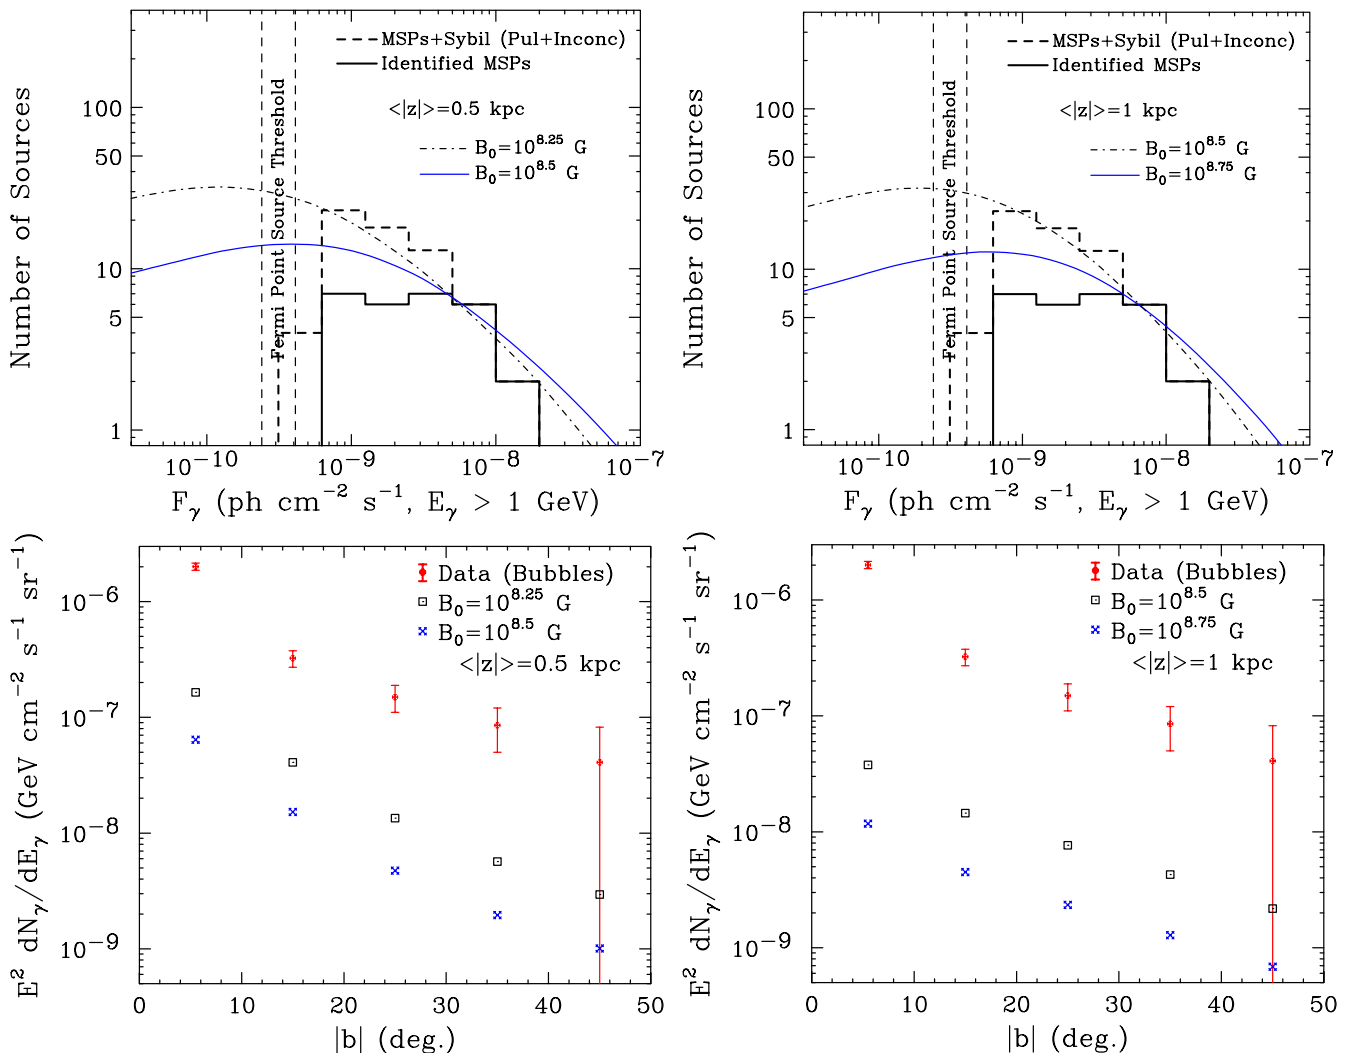 Number of Sources
100
50
10
5
1
MSPs+Sybil (Pul+Inconc)
Identified MSPs
<|z|>=0.5 kpc
B₀=10^8.25 G
B₀=10^8.5 G
Fermi Point Source Threshold
10⁻¹⁰ 10⁻⁹ 10⁻⁸ 10⁻⁷
Fᵧ (ph cm⁻² s⁻¹, Eᵧ > 1 GeV)
Number of Sources
100
50
10
5
1
MSPs+Sybil (Pul+Inconc)
Identified MSPs
<|z|>=1 kpc
B₀=10^8.5 G
B₀=10^8.75 G
Fermi Point Source Threshold
10⁻¹⁰ 10⁻⁹ 10⁻⁸ 10⁻⁷
Fᵧ (ph cm⁻² s⁻¹, Eᵧ > 1 GeV)
E² dNᵧ/dEᵧ (GeV cm⁻² s⁻¹ sr⁻¹)
10⁻⁶
10⁻⁷
10⁻⁸
10⁻⁹
Data (Bubbles)
B₀=10^8.25 G
B₀=10^8.5 G
<|z|>=0.5 kpc
0 10 20 30 40 50
|b| (deg.)
E² dNᵧ/dEᵧ (GeV cm⁻² s⁻¹ sr⁻¹)
10⁻⁶
10⁻⁷
10⁻⁸
10⁻⁹
Data (Bubbles)
B₀=10^8.5 G
B₀=10^8.75 G
<|z|>=1 kpc
0 10 20 30 40 50
|b| (deg.)